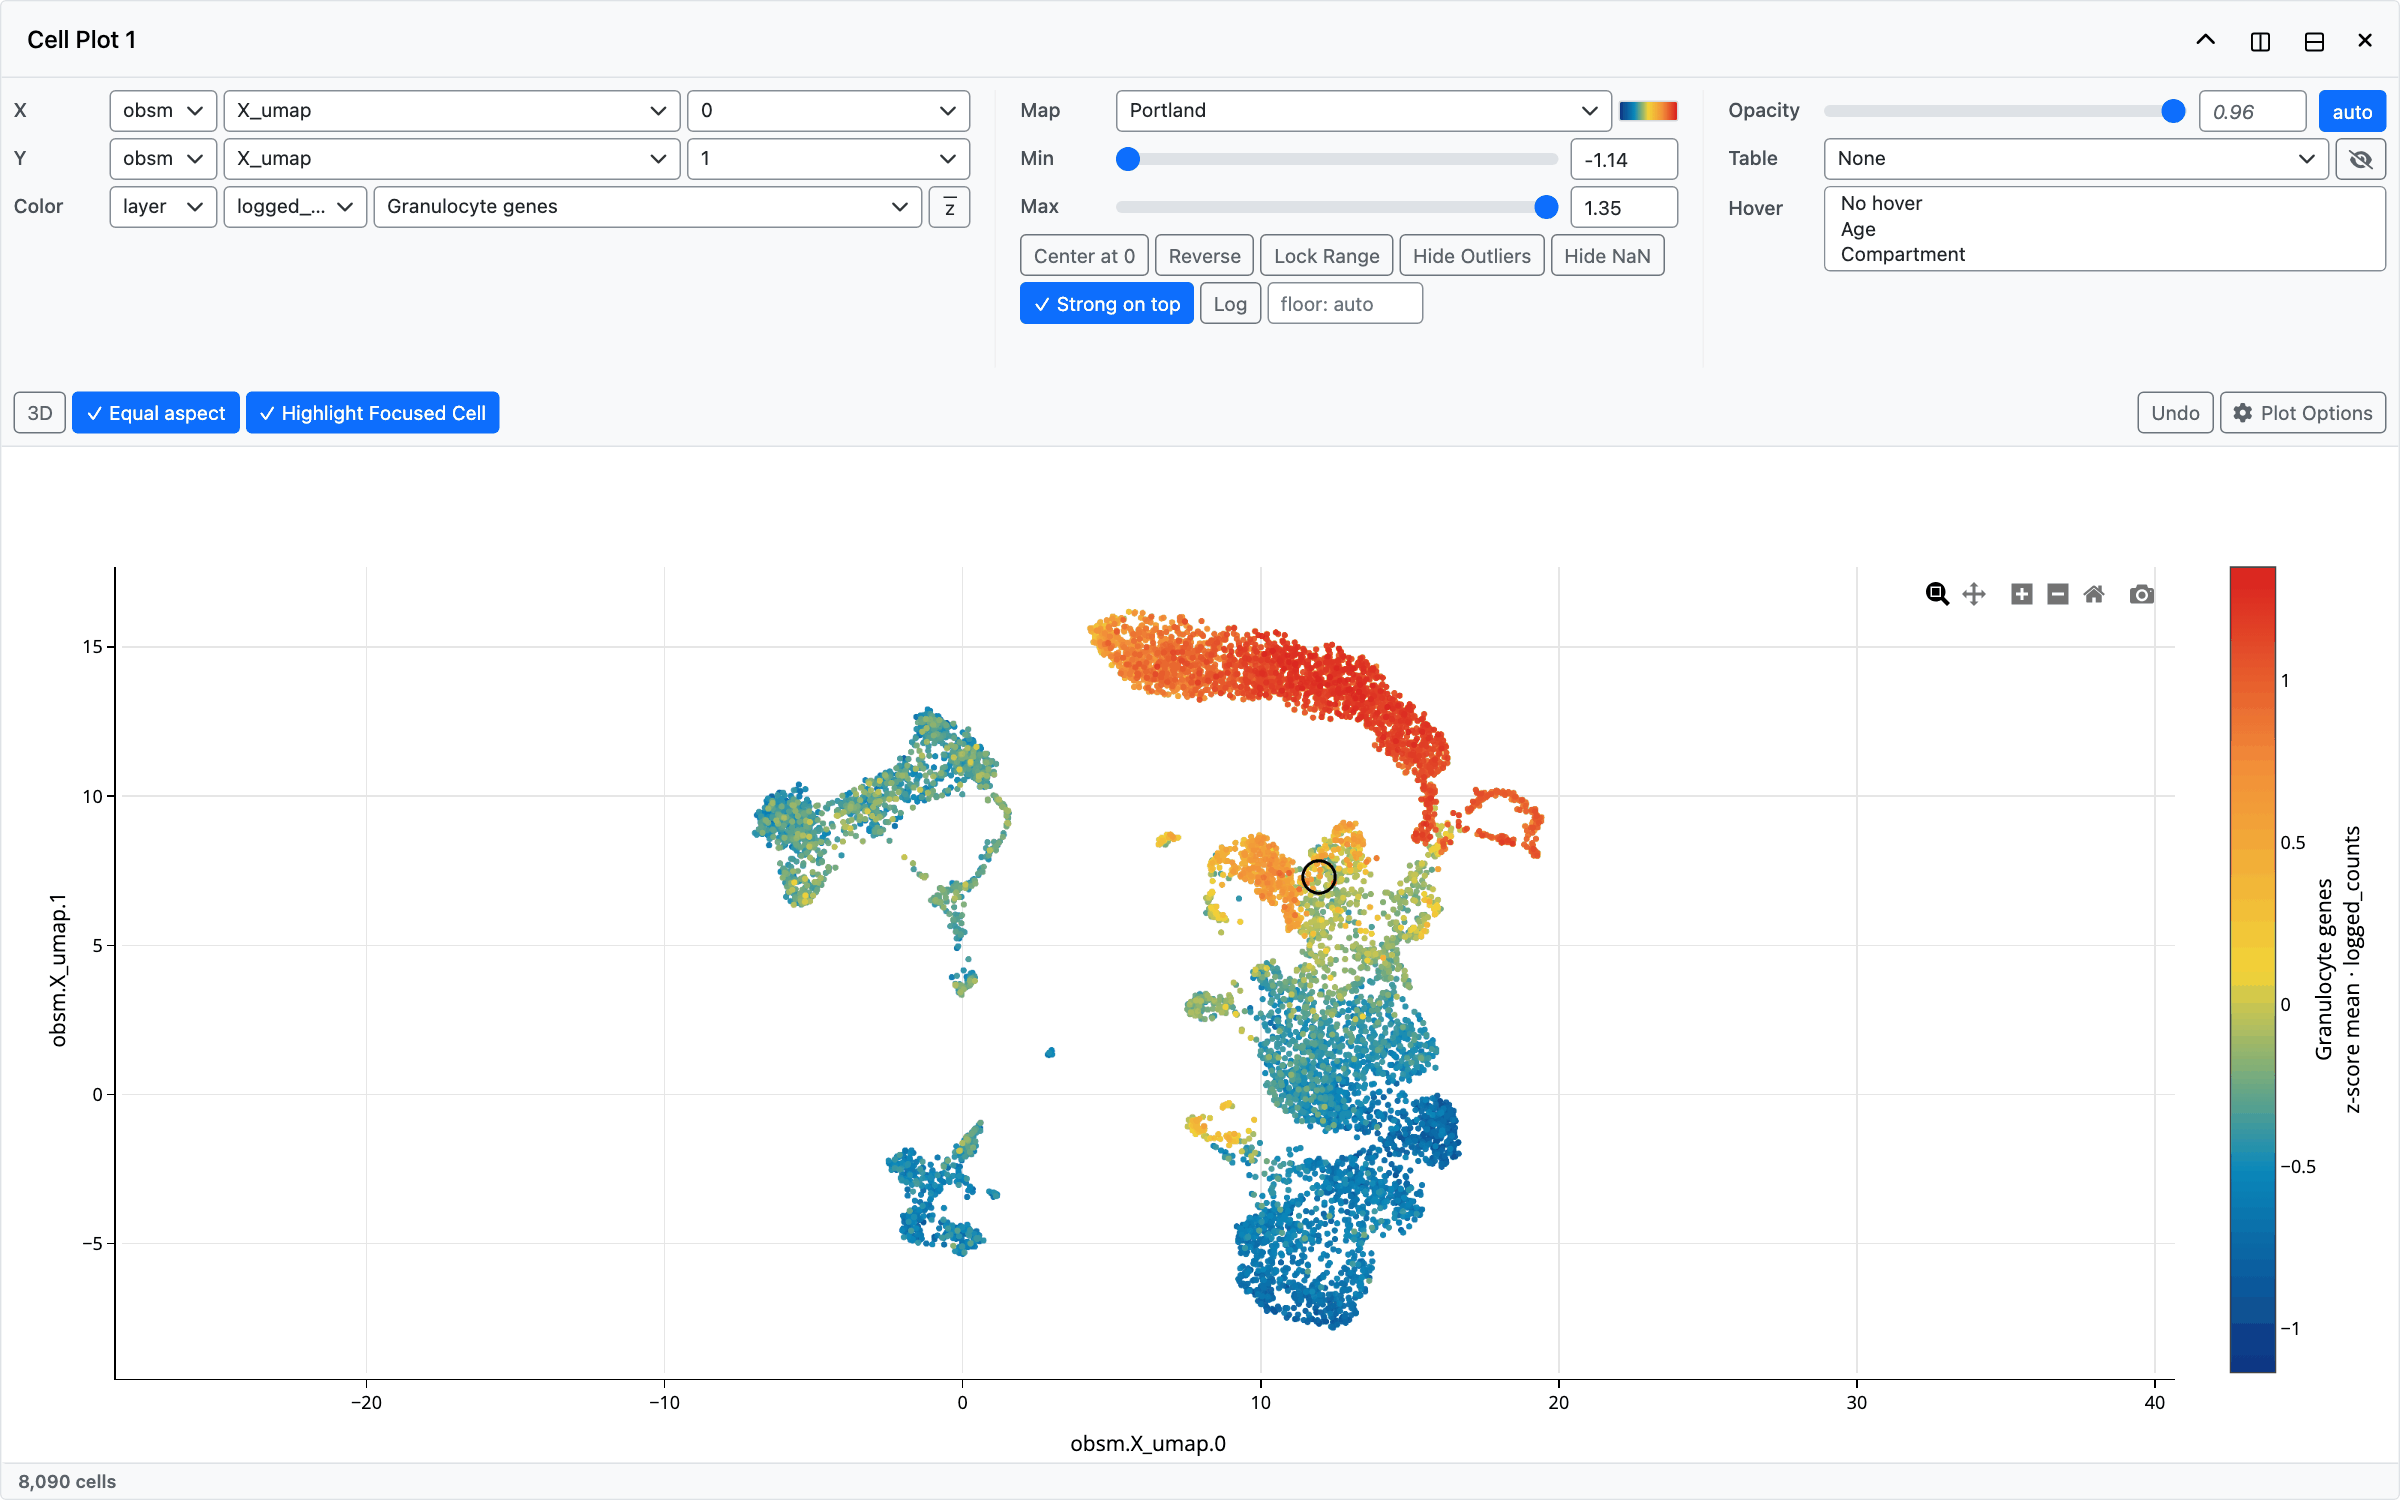 Cell Plot 1
X obsm X_umap 0
Y obsm X_umap 1
Color layer logged_... Granulocyte genes z
Map Portland
Min -1.14
Max 1.35
Center at 0 Reverse Lock Range Hide Outliers Hide NaN
✓ Strong on top Log floor: auto
Opacity 0.96 auto
Table None
Hover No hover
Age
Compartment
3D ✓ Equal aspect ✓ Highlight Focused Cell Undo Plot Options
15
10
5
0
−5
obsm.X_umap.1
−20 −10 0 10 20 30 40
obsm.X_umap.0
1
0.5
0
−0.5
−1
Granulocyte genes
z-score mean · logged_counts
8,090 cells